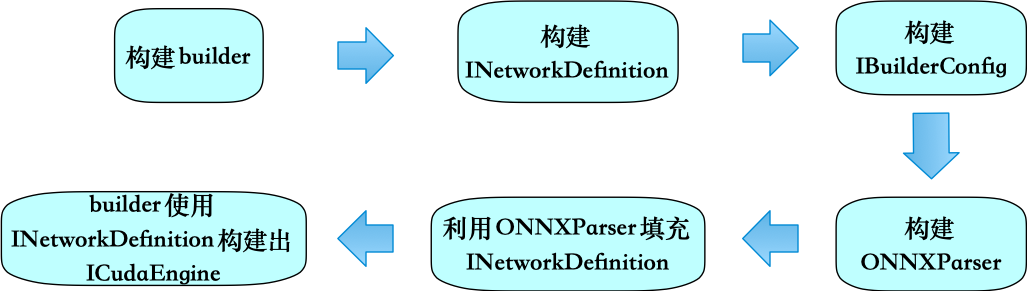 构建 builder
构建
INetworkDefinition
构建
IBuilderConfig
构建
ONNXParser
利用 ONNXParser 填充
INetworkDefinition
builder 使用
INetworkDefinition 构建出
ICudaEngine